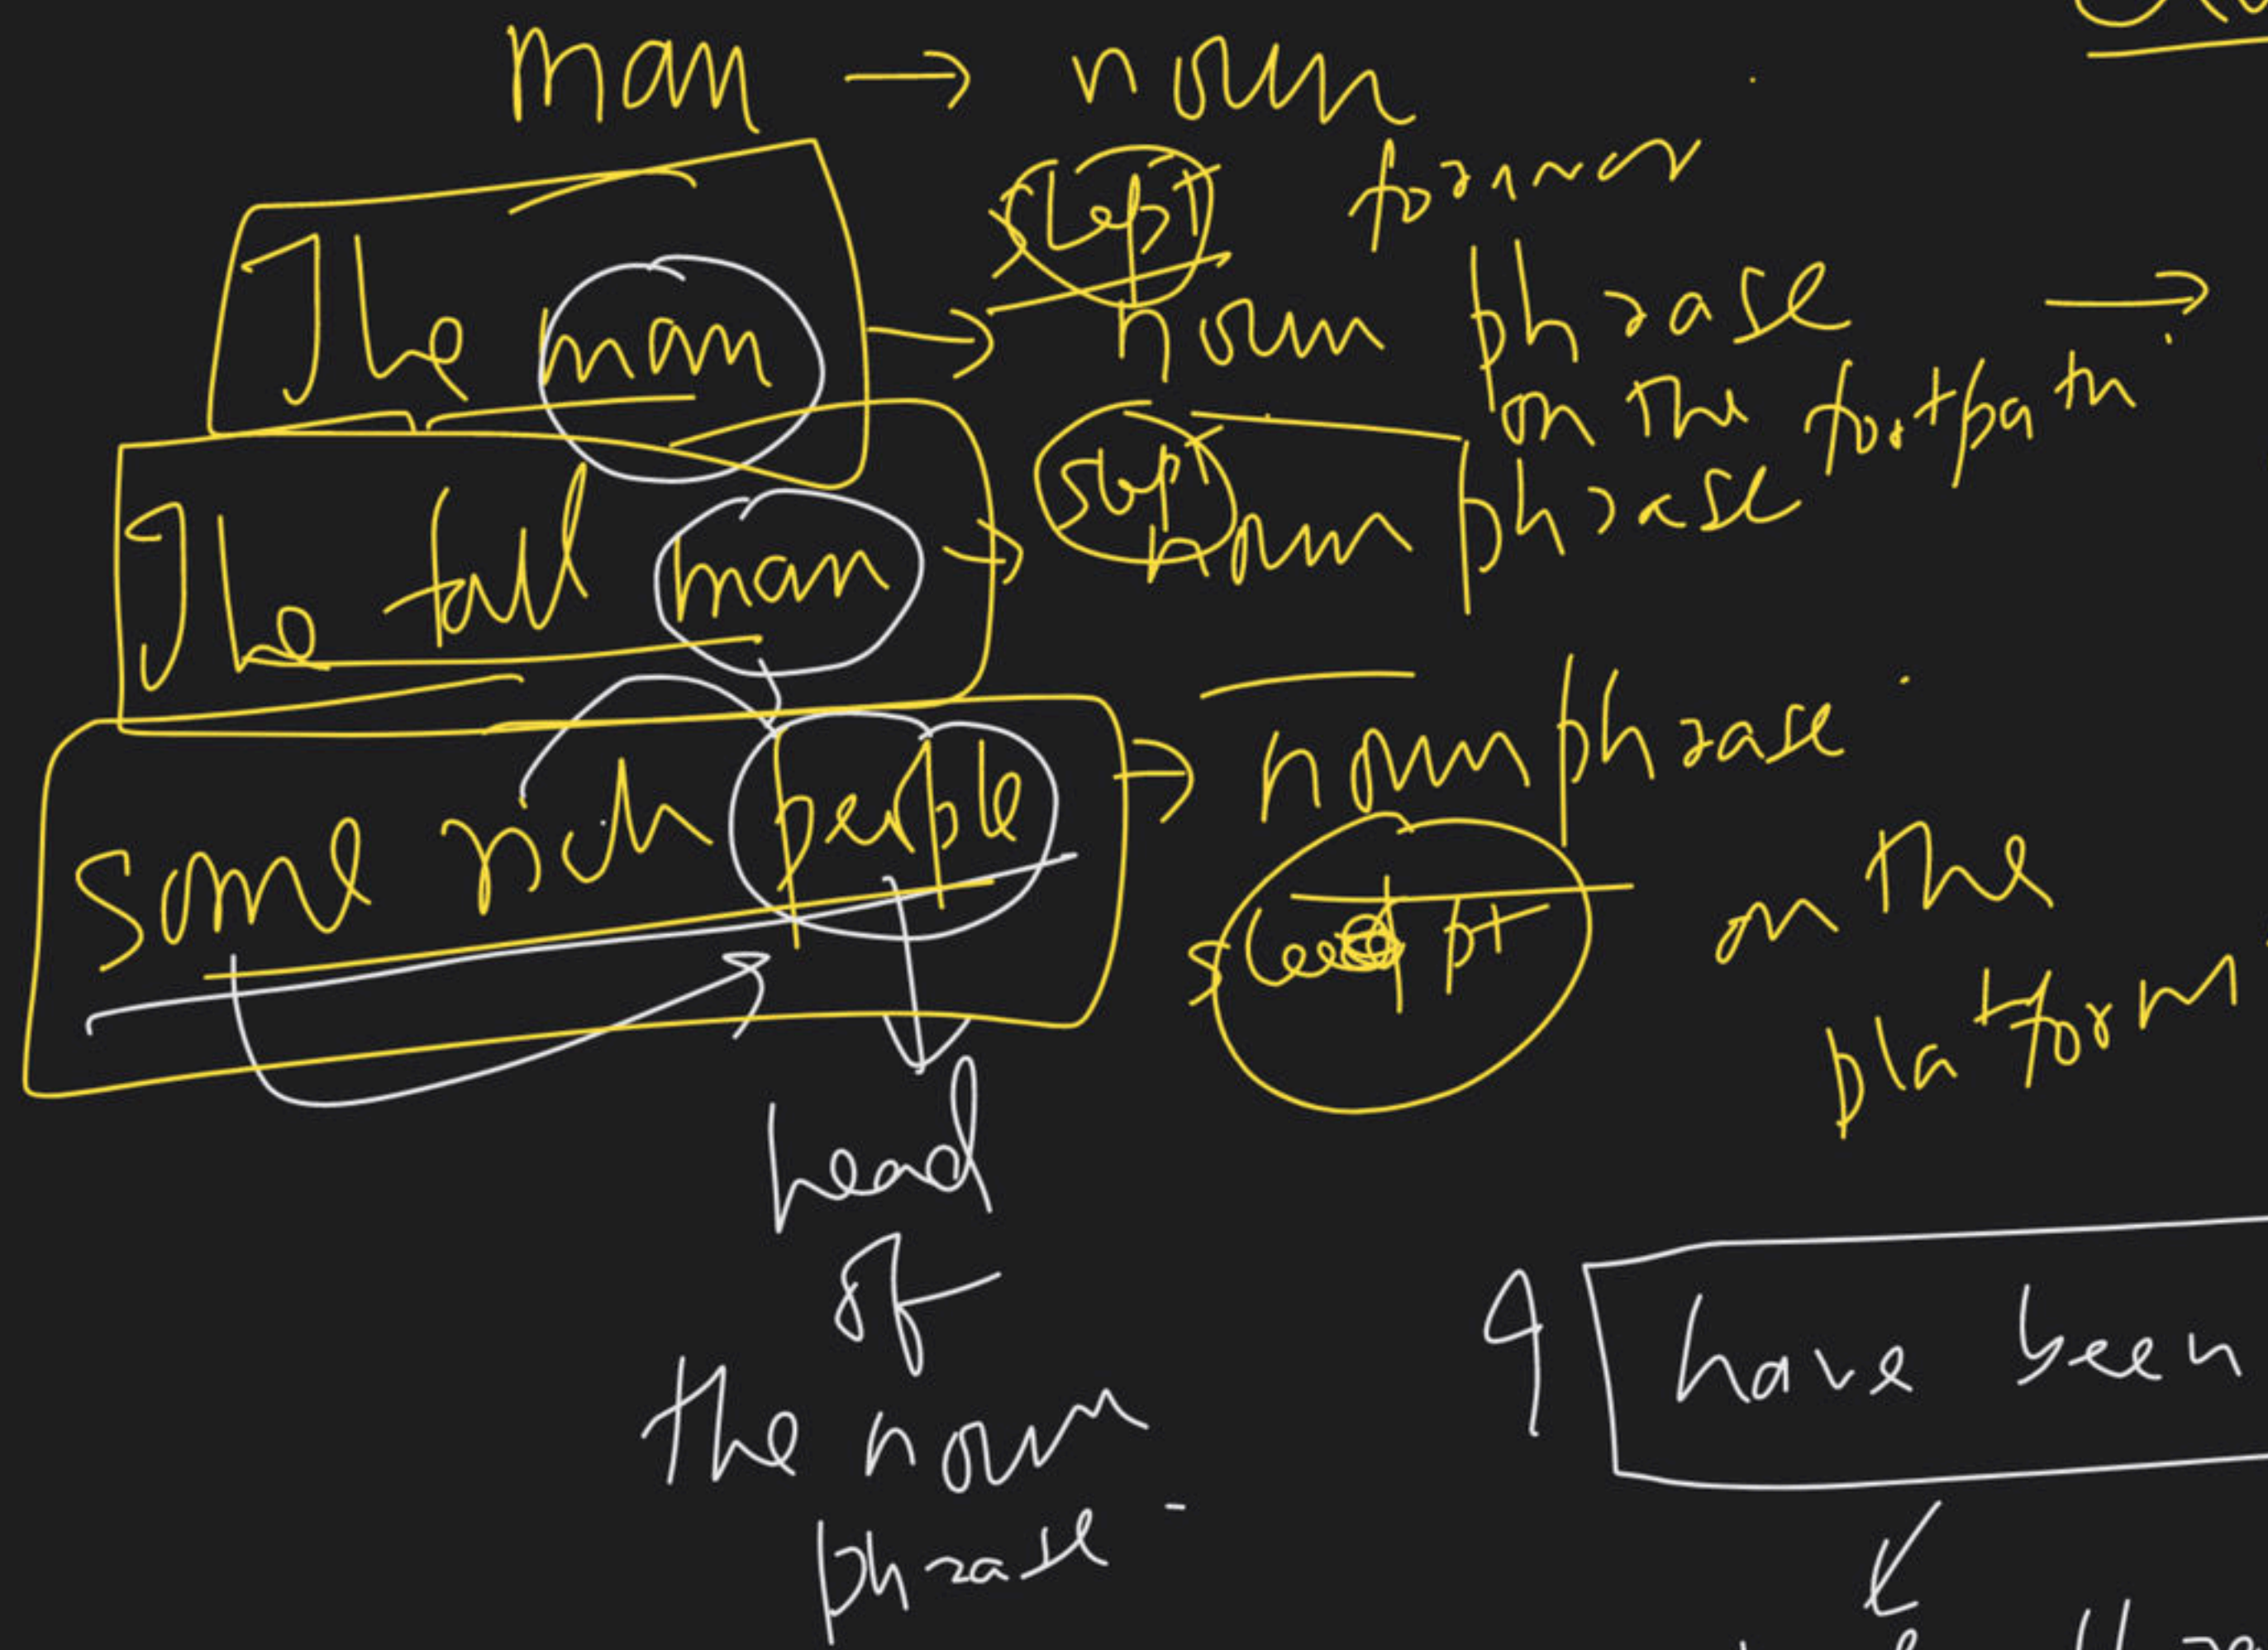 man → noun
slept
The man → noun phrase →
on the footpath
slept
The tall man → noun phrase
some rich people → noun phrase
slept on the
platform
head
of
the noun
phrase
I have been